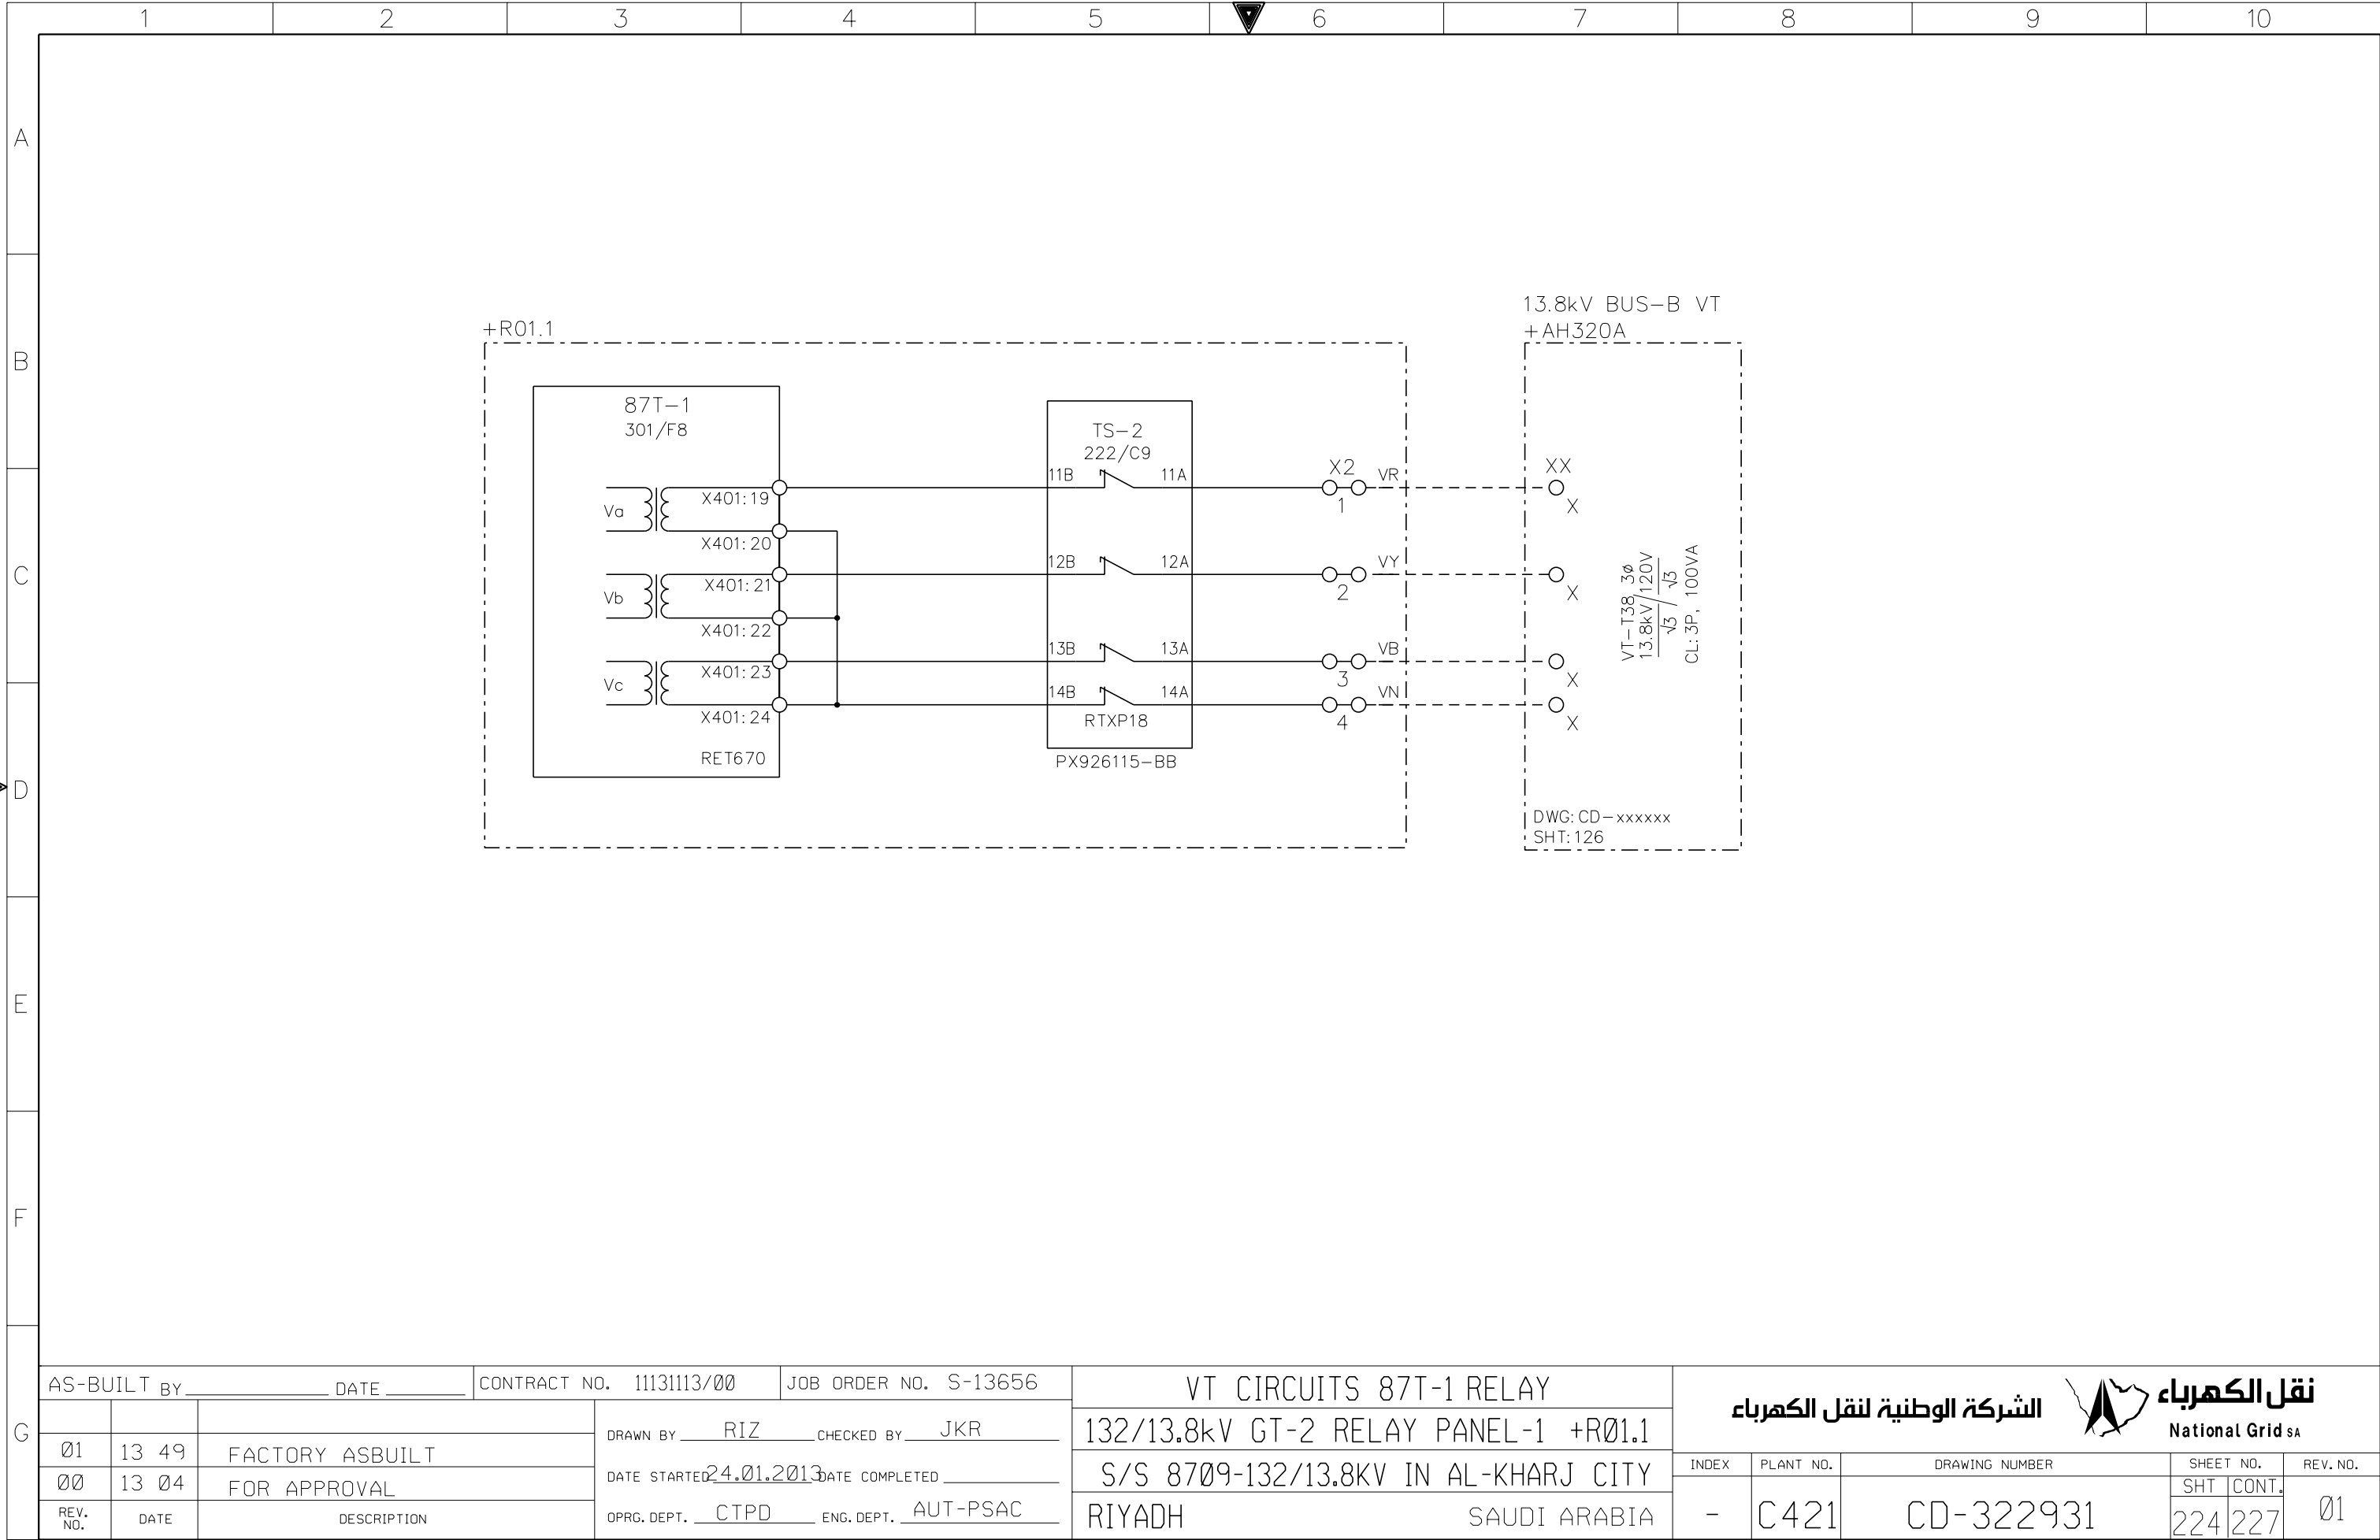 1 2 3 4 5 6 7 8 9 10
A
B
C
D
E
F
G
+R01.1
87T-1
301/F8
Va
X401:19
X401:20
Vb
X401:21
X401:22
Vc
X401:23
X401:24
RET670
TS-2
222/C9
11B 11A
12B 12A
13B 13A
14B 14A
RTXP18
PX926115-BB
X2
1
VR
2
VY
3
VB
4
VN
13.8kV BUS-B VT
+AH320A
XX
X
X
X
X
VT-T38 3ø
13.8kV/120V
√3 / √3
CL:3P, 100VA
DWG:CD-xxxxxx
SHT:126
AS-BUILT BY DATE
CONTRACT NO. 11131113/00
JOB ORDER NO. S-13656
Ø1 13 49 FACTORY ASBUILT
ØØ 13 Ø4 FOR APPROVAL
REV. NO. DATE DESCRIPTION
DRAWN BY RIZ CHECKED BY JKR
DATE STARTED 24.Ø1.2Ø13 DATE COMPLETED
OPRG. DEPT. CTPD ENG. DEPT. AUT-PSAC
VT CIRCUITS 87T-1 RELAY
132/13.8kV GT-2 RELAY PANEL-1 +RØ1.1
S/S 87Ø9-132/13.8KV IN AL-KHARJ CITY
RIYADH SAUDI ARABIA
الشركة الوطنية لنقل الكهرباء
نقل الكهرباء
National Grid SA
INDEX PLANT NO. DRAWING NUMBER SHEET NO. REV. NO.
SHT CONT.
- C421 CD-322931 224 227 Ø1